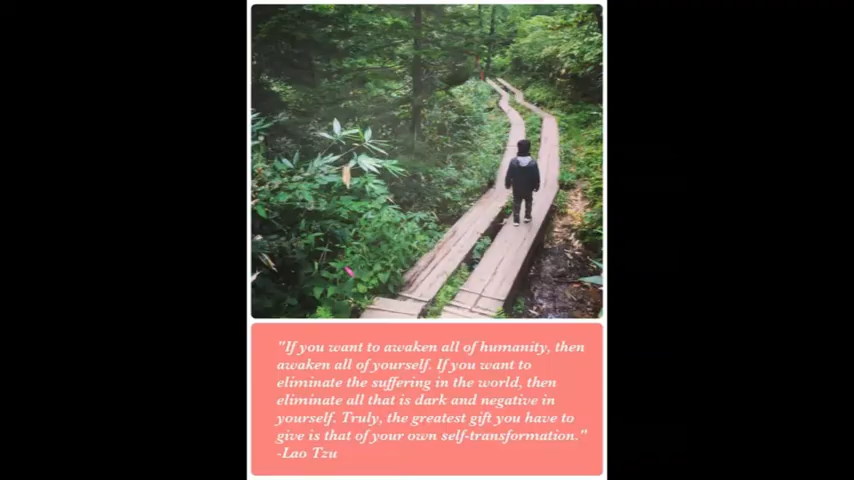 "If you want to awaken all of humanity, then
awaken all of yourself. If you want to
eliminate the suffering in the world, then
eliminate all that is dark and negative in
yourself. Truly, the greatest gift you have to
give is that of your own self-transformation."
-Lao Tzu